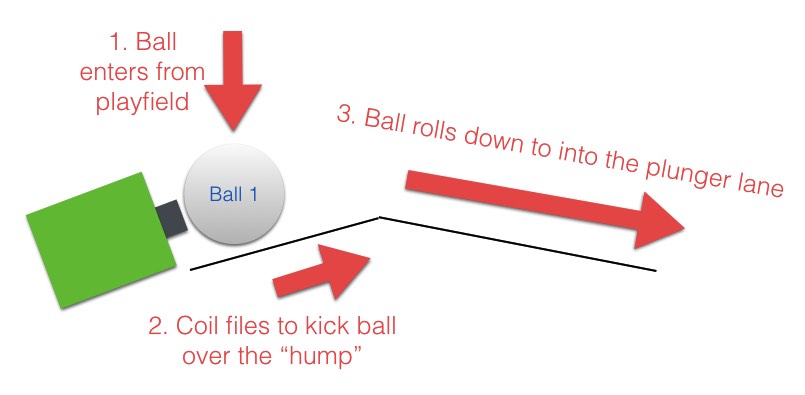 1. Ball
enters from
playfield
Ball 1
3. Ball rolls down to into the plunger lane
2. Coil files to kick ball
over the “hump”